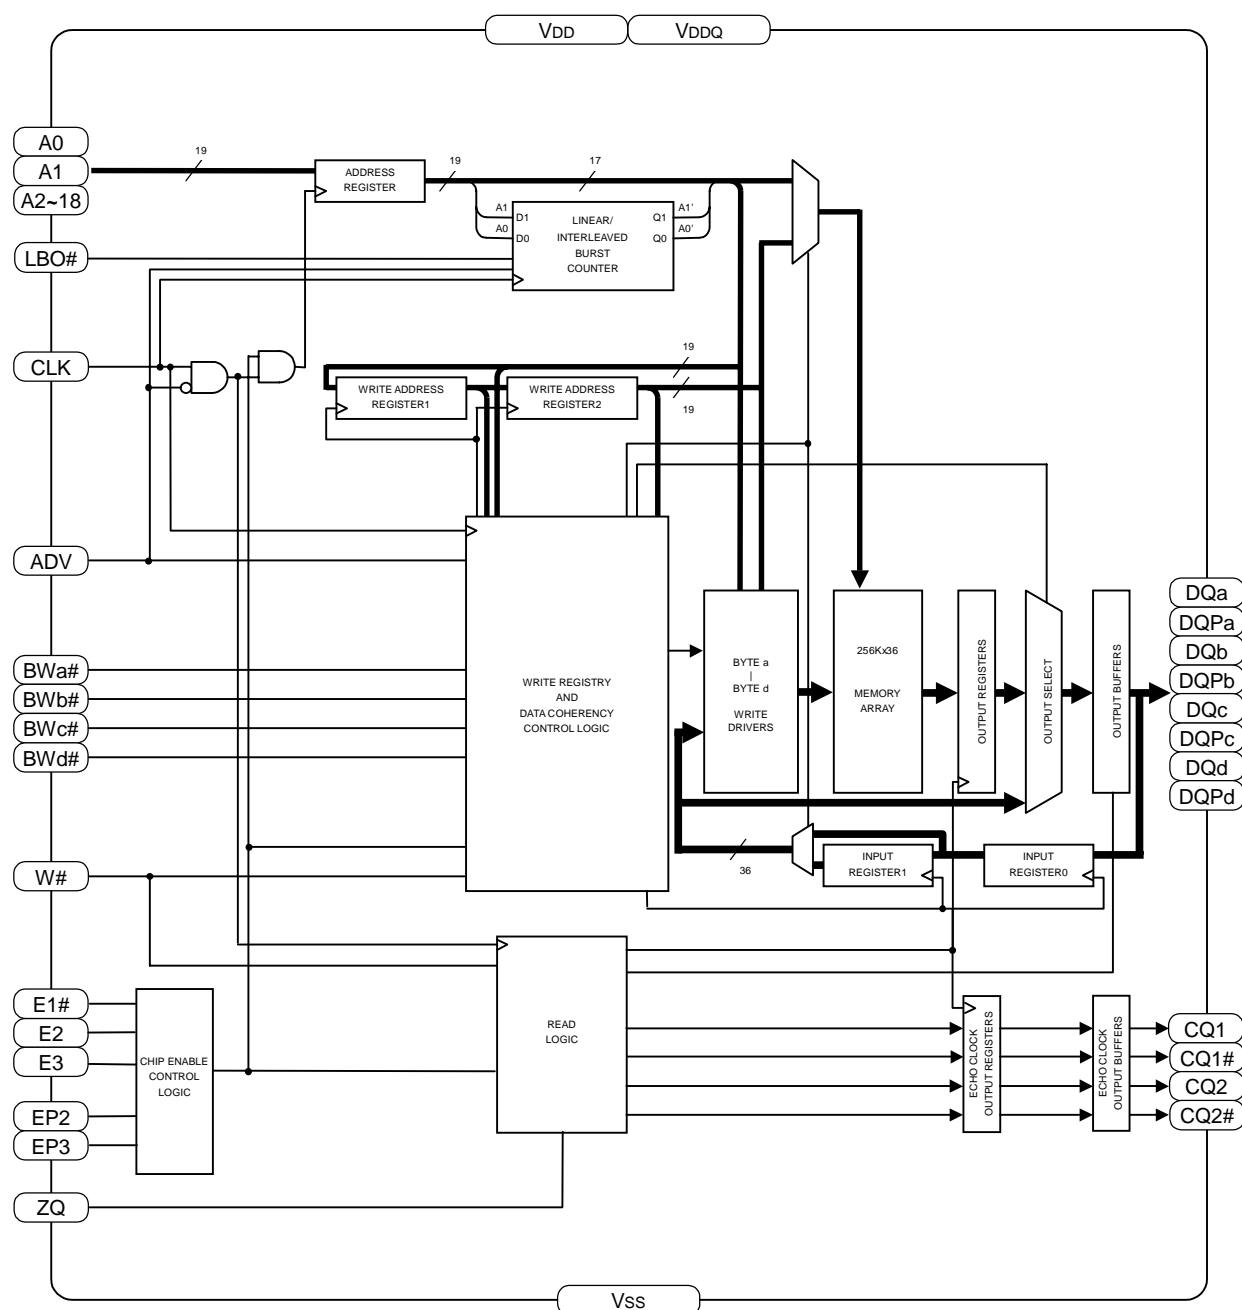 VDD
VDDQ
A0
A1
A2~18
LBO#
CLK
ADV
BWa#
BWb#
BWc#
BWd#
W#
E1#
E2
E3
EP2
EP3
ZQ
19
ADDRESS
REGISTER
19
17
A1
A0
D1
D0
LINEAR/
INTERLEAVED
BURST
COUNTER
Q1
Q0
A1'
A0'
19
19
WRITE ADDRESS
REGISTER1
WRITE ADDRESS
REGISTER2
WRITE REGISTRY
AND
DATA COHERENCY
CONTROL LOGIC
BYTE a
|
BYTE d
WRITE
DRIVERS
256Kx36
MEMORY
ARRAY
OUTPUT REGISTERS
OUTPUT SELECT
OUTPUT BUFFERS
36
INPUT
REGISTER1
INPUT
REGISTER0
READ
LOGIC
CHIP ENABLE
CONTROL
LOGIC
ECHO CLOCK
OUTPUT REGISTERS
ECHO CLOCK
OUTPUT BUFFERS
DQa
DQPa
DQb
DQPb
DQc
DQPc
DQd
DQPd
CQ1
CQ1#
CQ2
CQ2#
VSS